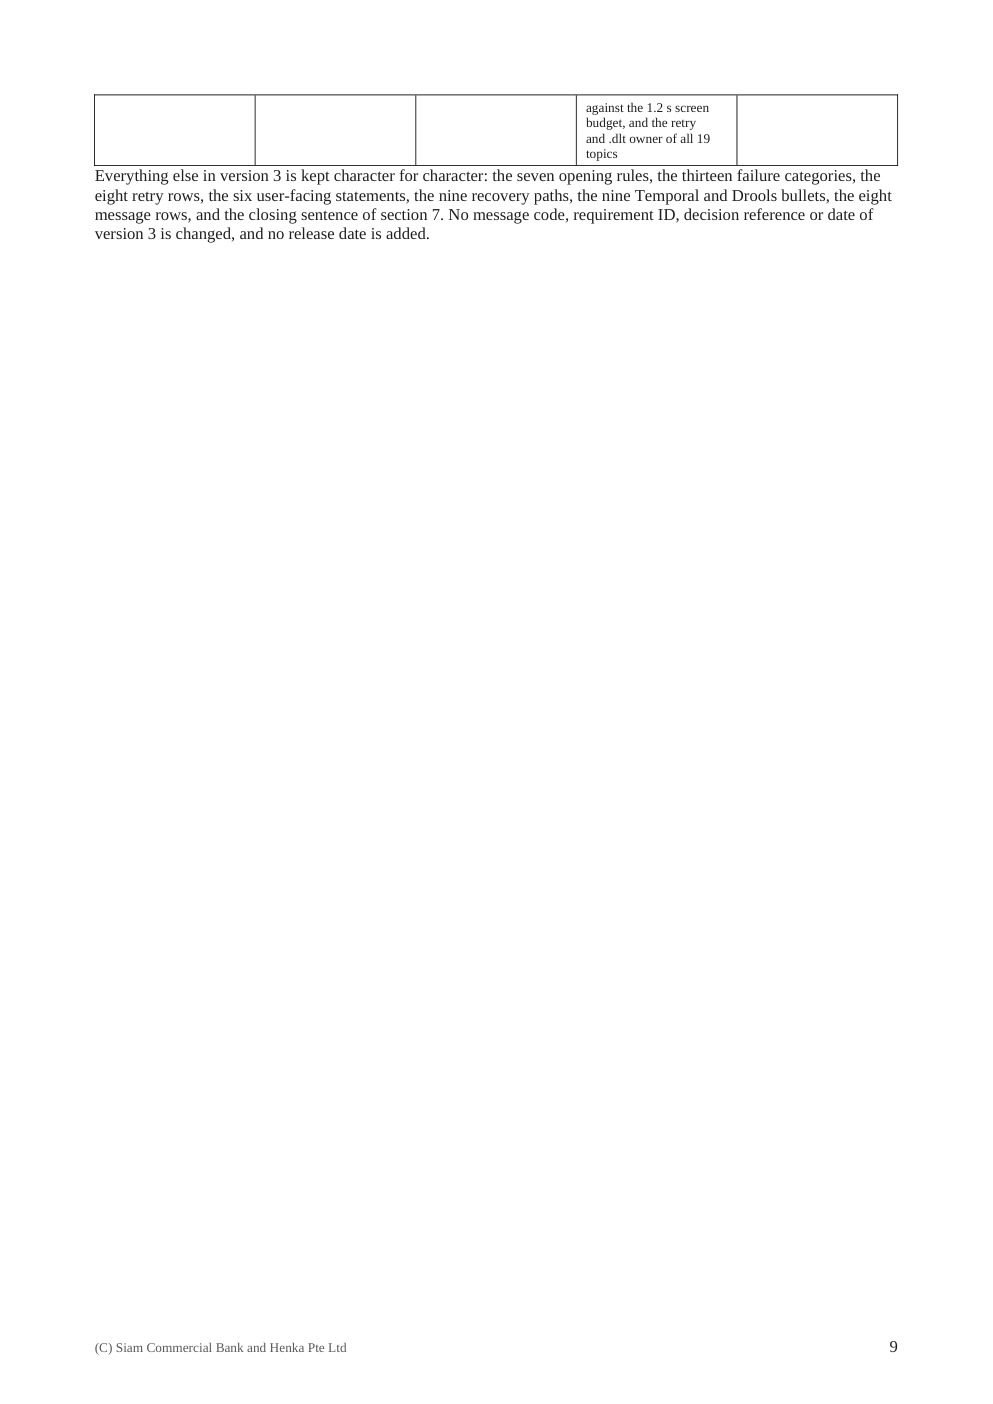 against the 1.2 s screen
budget, and the retry
and .dlt owner of all 19
topics
Everything else in version 3 is kept character for character: the seven opening rules, the thirteen failure categories, the
eight retry rows, the six user-facing statements, the nine recovery paths, the nine Temporal and Drools bullets, the eight
message rows, and the closing sentence of section 7. No message code, requirement ID, decision reference or date of
version 3 is changed, and no release date is added.
(C) Siam Commercial Bank and Henka Pte Ltd
9